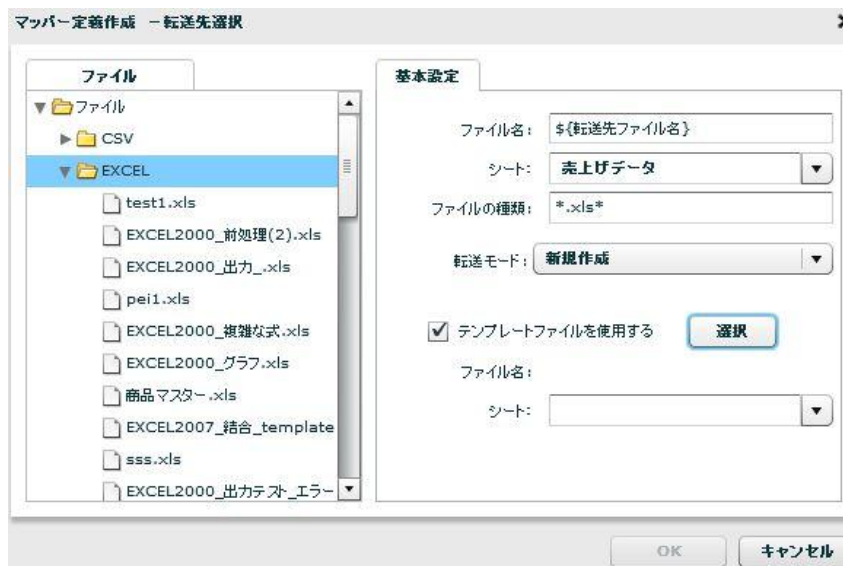 マッパー定義作成 －転送先選択
ファイル
ファイル
CSV
EXCEL
test1.xls
EXCEL2000_前処理(2).xls
EXCEL2000_出力_.xls
pei1.xls
EXCEL2000_複雑な式.xls
EXCEL2000_グラフ.xls
商品マスター.xls
EXCEL2007_結合_template
sss.xls
EXCEL2000_出力テスト_エラー
基本設定
ファイル名： ${転送先ファイル名}
シート： 売上げデータ
ファイルの種類： *.xls*
転送モード： 新規作成
テンプレートファイルを使用する 選択
ファイル名：
シート：
OK キャンセル